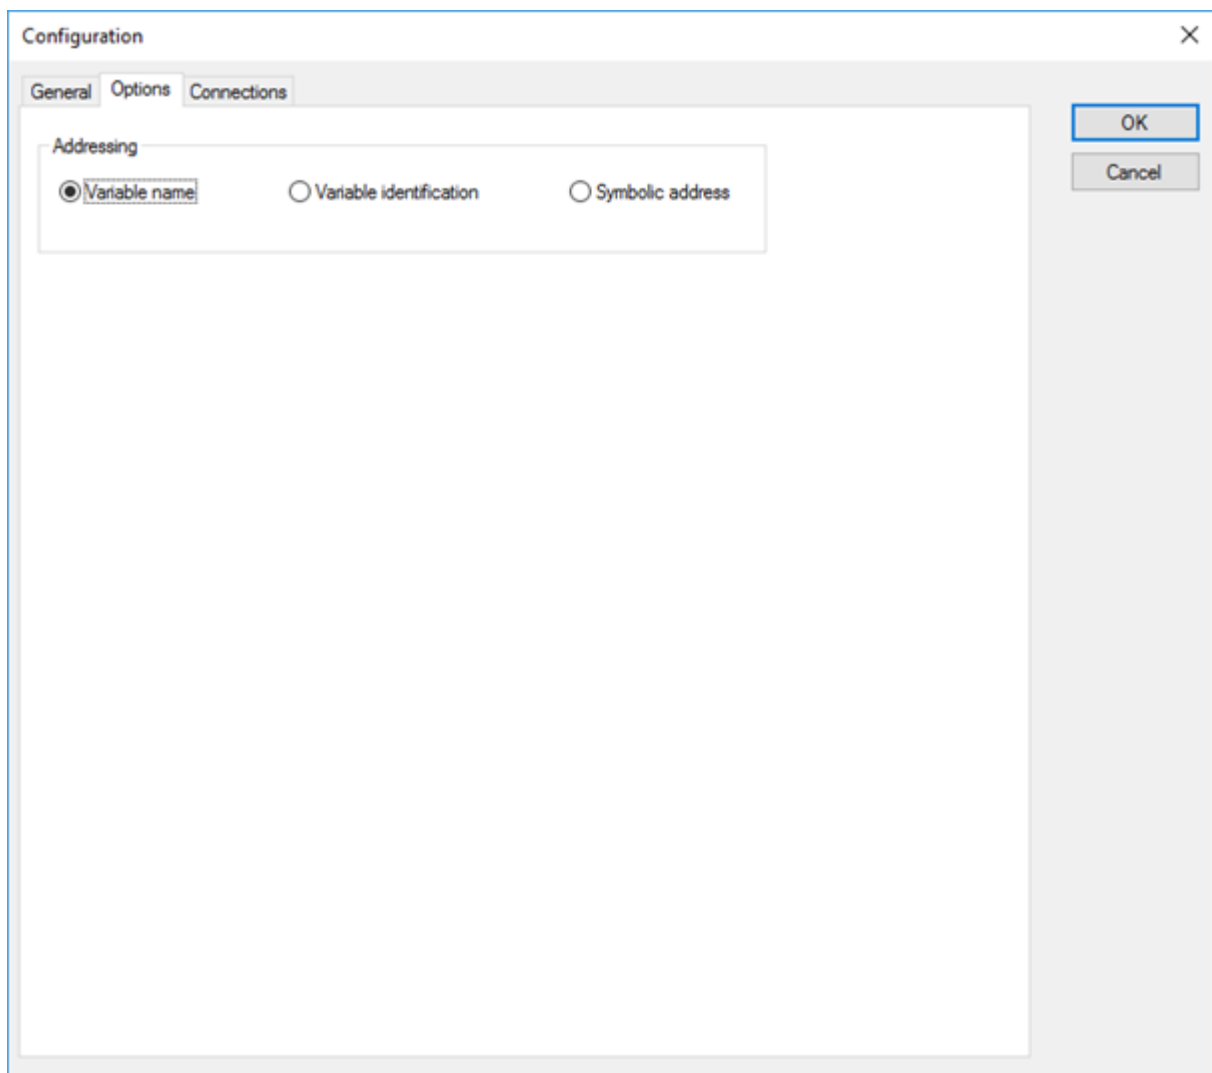 Configuration
General Options Connections
OK
Addressing
Cancel
Variable name Variable identification Symbolic address